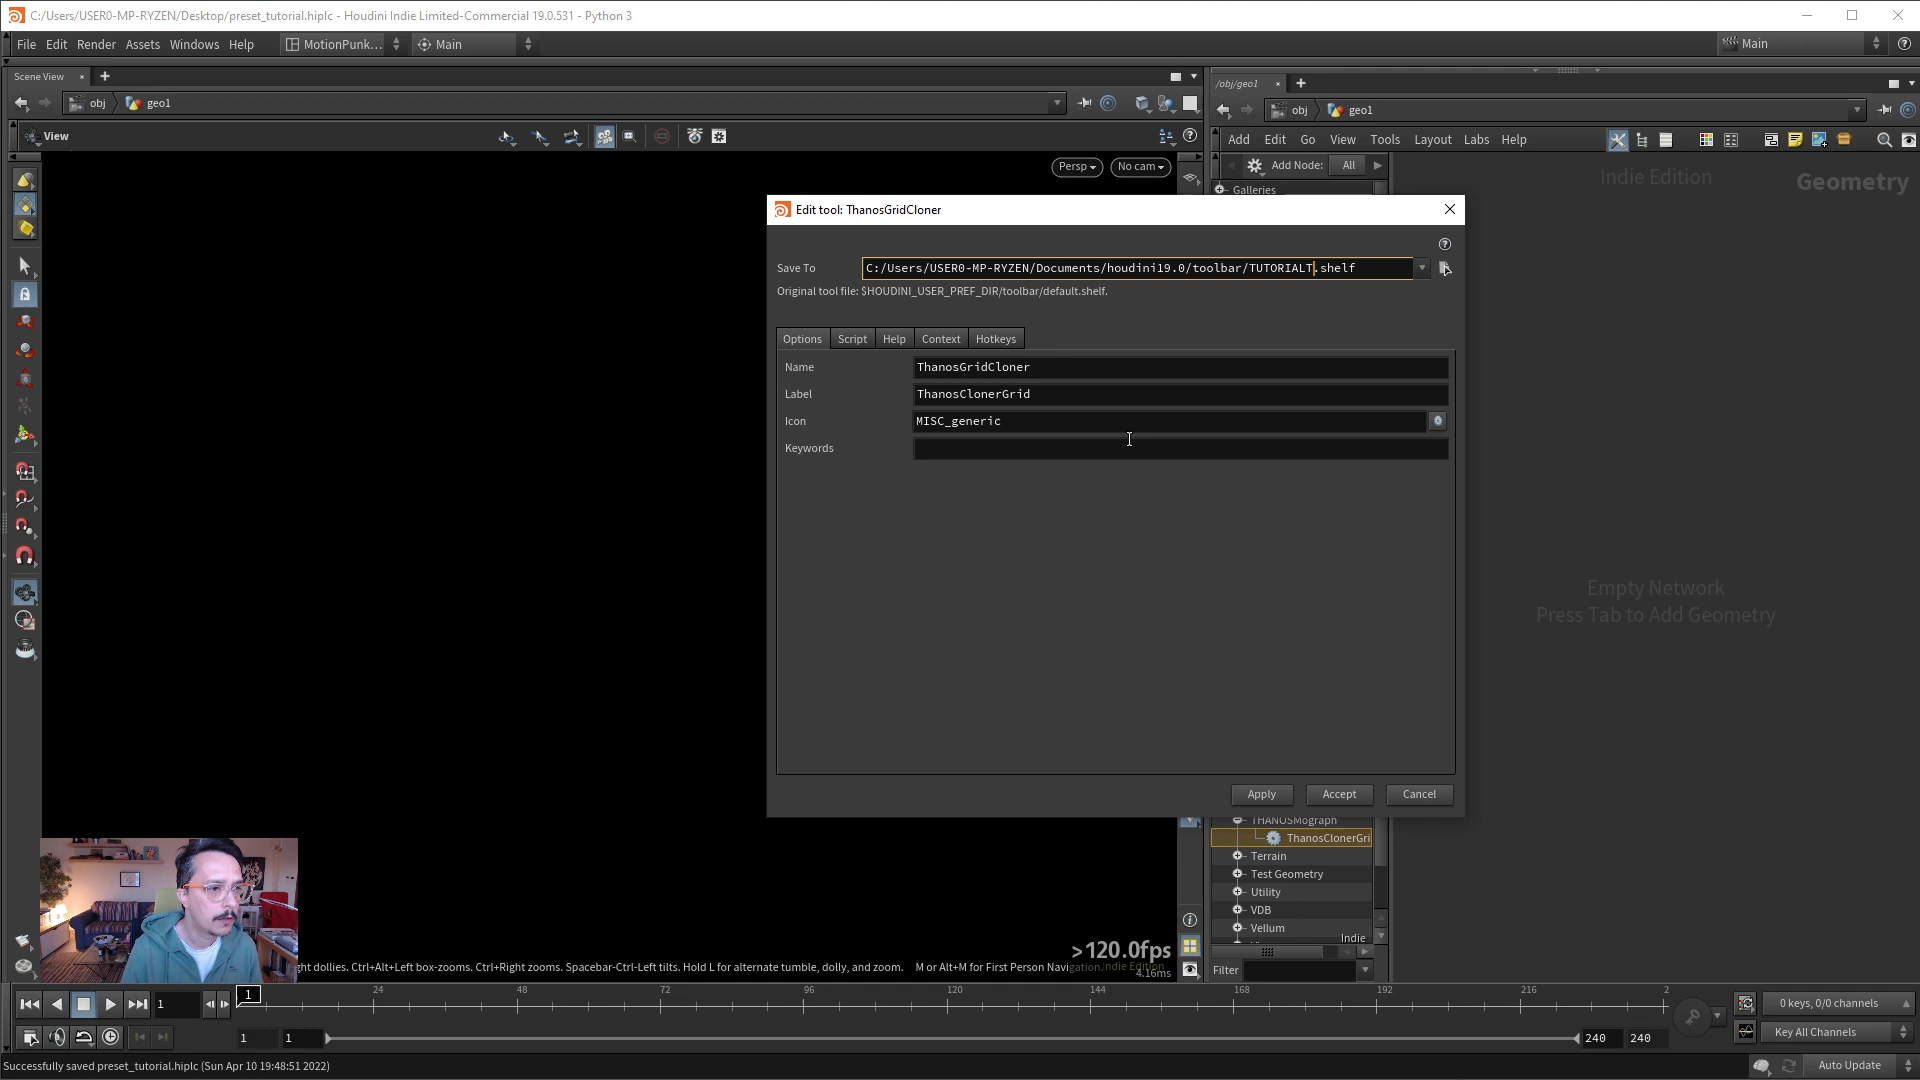 C:/Users/USER0-MP-RYZEN/Desktop/preset_tutorial.hiplc - Houdini Indie Limited-Commercial 19.0.531 - Python 3
File Edit Render Assets Windows Help MotionPunk... Main Main
Scene View
obj geo1
View
Persp No cam
/obj/geo1
obj geo1
Add Edit Go View Tools Layout Labs Help
Add Node: All
Galleries
Indie Edition
Geometry
Empty Network
Press Tab to Add Geometry
Edit tool: ThanosGridCloner
Save To C:/Users/USER0-MP-RYZEN/Documents/houdini19.0/toolbar/TUTORIALT.shelf
Original tool file: $HOUDINI_USER_PREF_DIR/toolbar/default.shelf.
Options Script Help Context Hotkeys
Name ThanosGridCloner
Label ThanosClonerGrid
Icon MISC_generic
Keywords
Apply Accept Cancel
THANOSMograph
ThanosClonerGri
Terrain
Test Geometry
Utility
VDB
Vellum
Indie
Filter
>120.0fps
4.16ms
Indie Edition
ght dollies. Ctrl+Alt+Left box-zooms. Ctrl+Right zooms. Spacebar-Ctrl-Left tilts. Hold L for alternate tumble, dolly, and zoom. M or Alt+M for First Person Navigation.
1 1 24 48 72 96 120 144 168 192 216 2
0 keys, 0/0 channels
1 1 240 240
Key All Channels
Successfully saved preset_tutorial.hiplc (Sun Apr 10 19:48:51 2022)
Auto Update